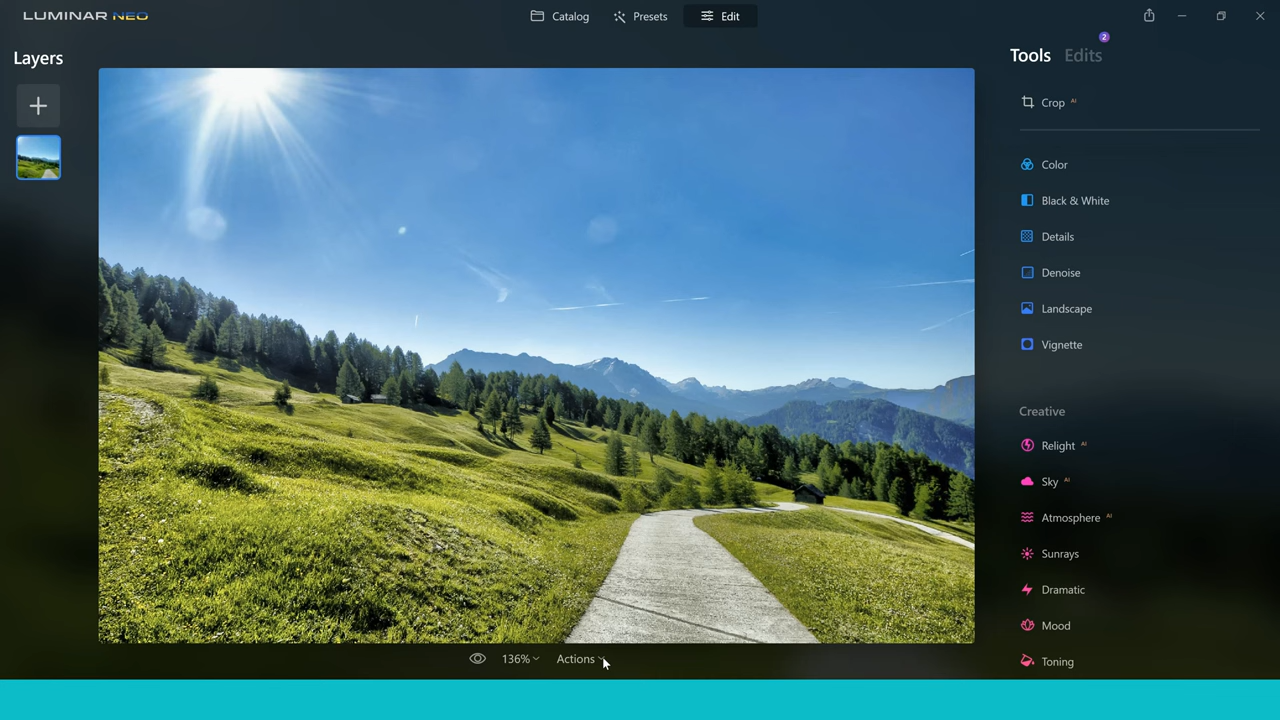 LUMINAR NEO
Catalog
Presets
Edit
Layers
2
Tools
Edits
Crop AI
Color
Black & White
Details
Denoise
Landscape
Vignette
Creative
Relight AI
Sky AI
Atmosphere AI
Sunrays
Dramatic
Mood
Toning
136%
Actions